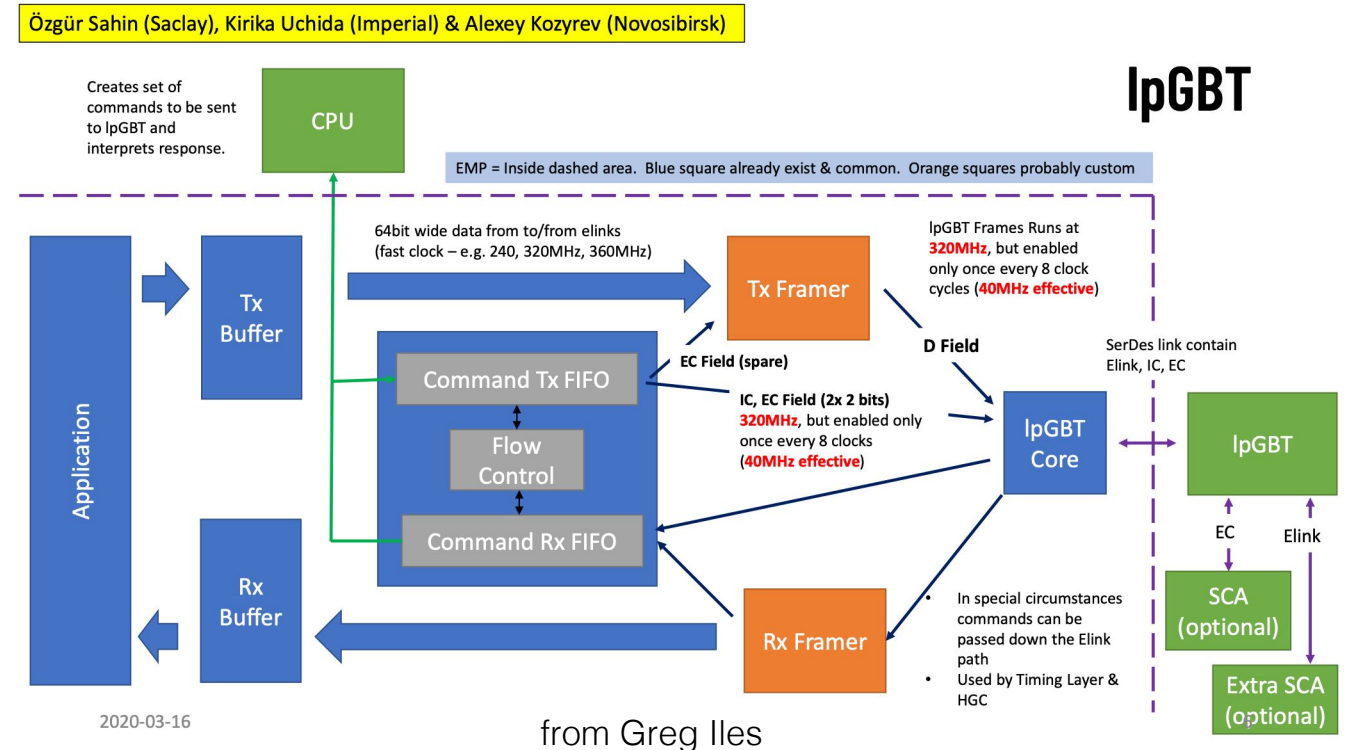 Özgür Sahin (Saclay), Kirika Uchida (Imperial) & Alexey Kozyrev (Novosibirsk)
lpGBT
Creates set of
commands to be sent
to lpGBT and
interprets response.
CPU
EMP = Inside dashed area.  Blue square already exist & common.  Orange squares probably custom
64bit wide data from to/from elinks
(fast clock – e.g. 240, 320MHz, 360MHz)
lpGBT Frames Runs at
320MHz, but enabled
only once every 8 clock
cycles (40MHz effective)
Application
Tx
Buffer
Tx Framer
EC Field (spare)
D Field
SerDes link contain
Elink, IC, EC
Command Tx FIFO
Flow
Control
Command Rx FIFO
IC, EC Field (2x 2 bits)
320MHz, but enabled only
once every 8 clocks
(40MHz effective)
lpGBT
Core
lpGBT
EC
Elink
Rx
Buffer
Rx Framer
• In special circumstances
commands can be
passed down the Elink
path
• Used by Timing Layer &
HGC
SCA
(optional)
Extra SCA
(optional)
2020-03-16
from Greg Iles